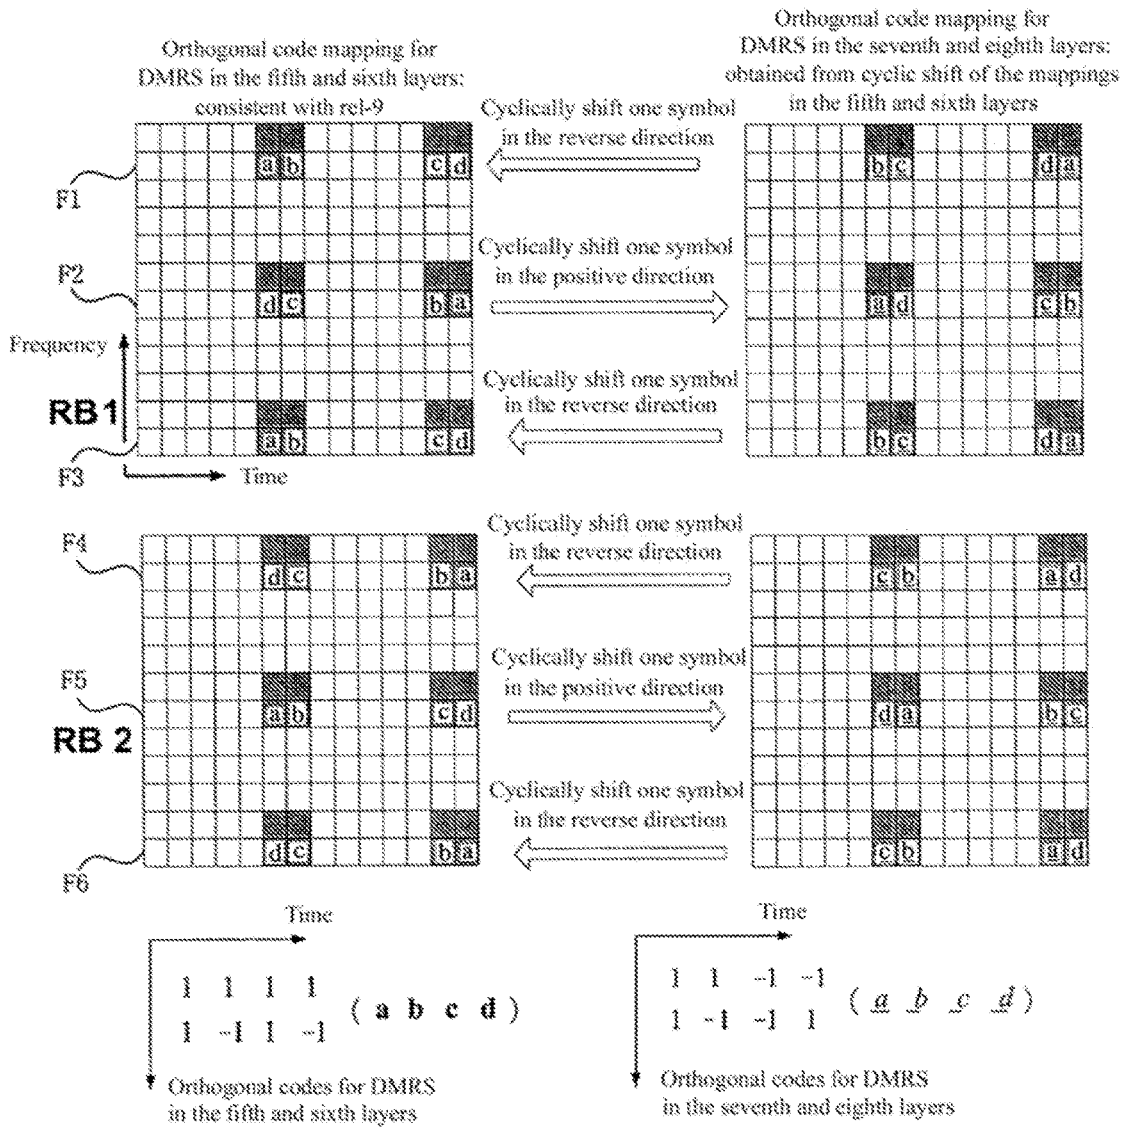 Orthogonal code mapping for
DMRS in the fifth and sixth layers:
consistent with rel-9
Orthogonal code mapping for
DMRS in the seventh and eighth layers:
obtained from cyclic shift of the mappings
in the fifth and sixth layers
Cyclically shift one symbol
in the reverse direction
a b c d
b c d a
F1
Cyclically shift one symbol
in the positive direction
F2
d c b a
a d c b
Frequency
Cyclically shift one symbol
in the reverse direction
RB 1
a b c d
b c d a
F3
Time
Cyclically shift one symbol
in the reverse direction
F4
d c b a
c b a d
Cyclically shift one symbol
in the positive direction
F5
a b c d
d a b c
RB 2
Cyclically shift one symbol
in the reverse direction
d c b a
c b a d
F6
Time
1 1 1 1
1 -1 1 -1
( a b c d )
Orthogonal codes for DMRS
in the fifth and sixth layers
Time
1 1 -1 -1
1 -1 -1 1
( a b c d )
Orthogonal codes for DMRS
in the seventh and eighth layers